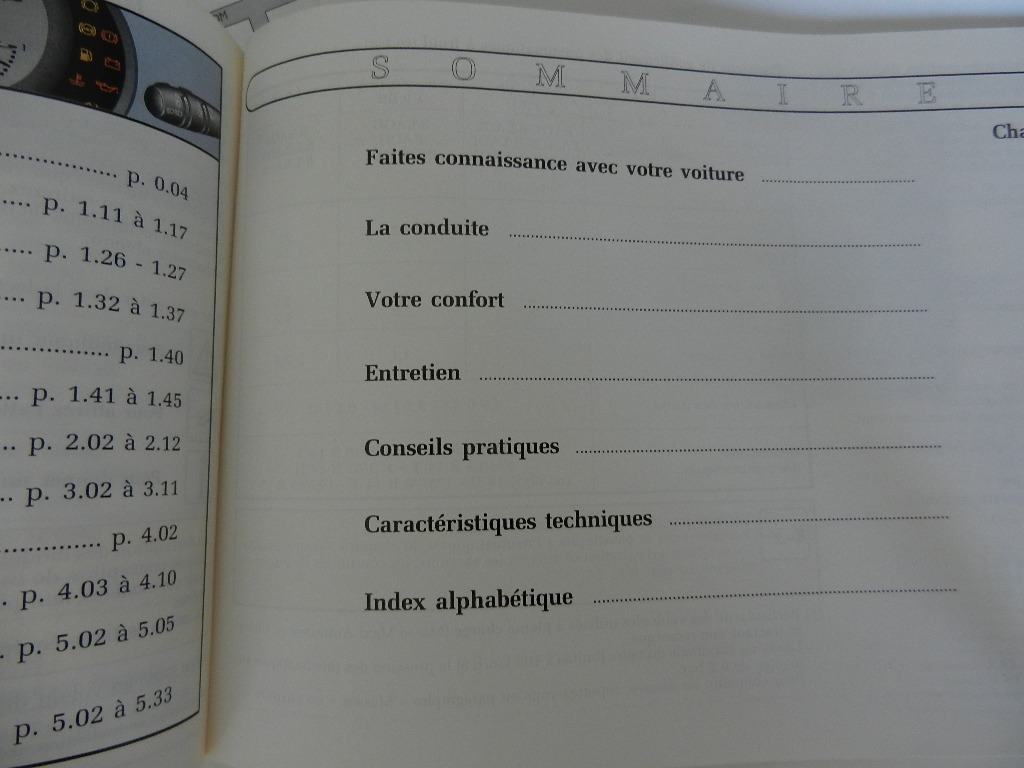 p. 0.04
p. 1.11 à 1.17
p. 1.26 - 1.27
p. 1.32 à 1.37
p. 1.40
p. 1.41 à 1.45
p. 2.02 à 2.12
p. 3.02 à 3.11
p. 4.02
p. 4.03 à 4.10
p. 5.02 à 5.05
p. 5.02 à 5.33
SOMMAIRE
Cha
Faites connaissance avec votre voiture
La conduite
Votre confort
Entretien
Conseils pratiques
Caractéristiques techniques
Index alphabétique